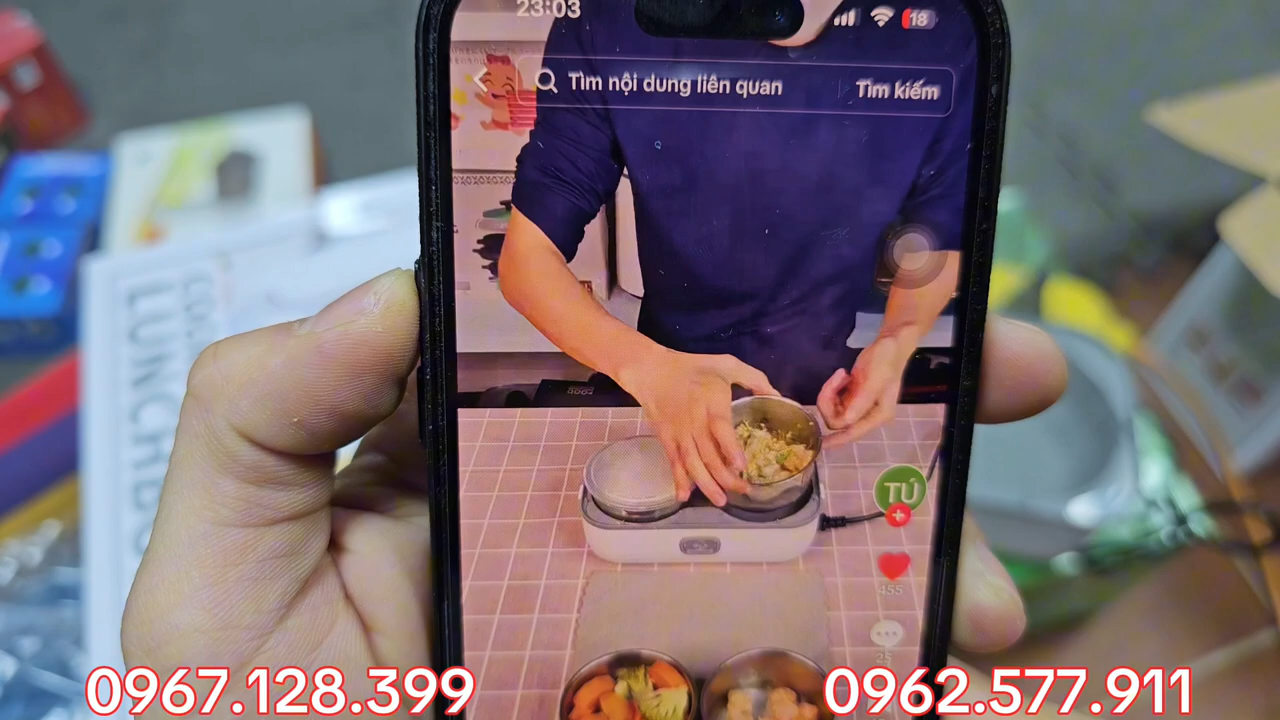 23:03
18
Tìm nội dung liên quan
Tìm kiếm
LUNCHBO
TÚ
455
25
0967.128.399
0962.577.911